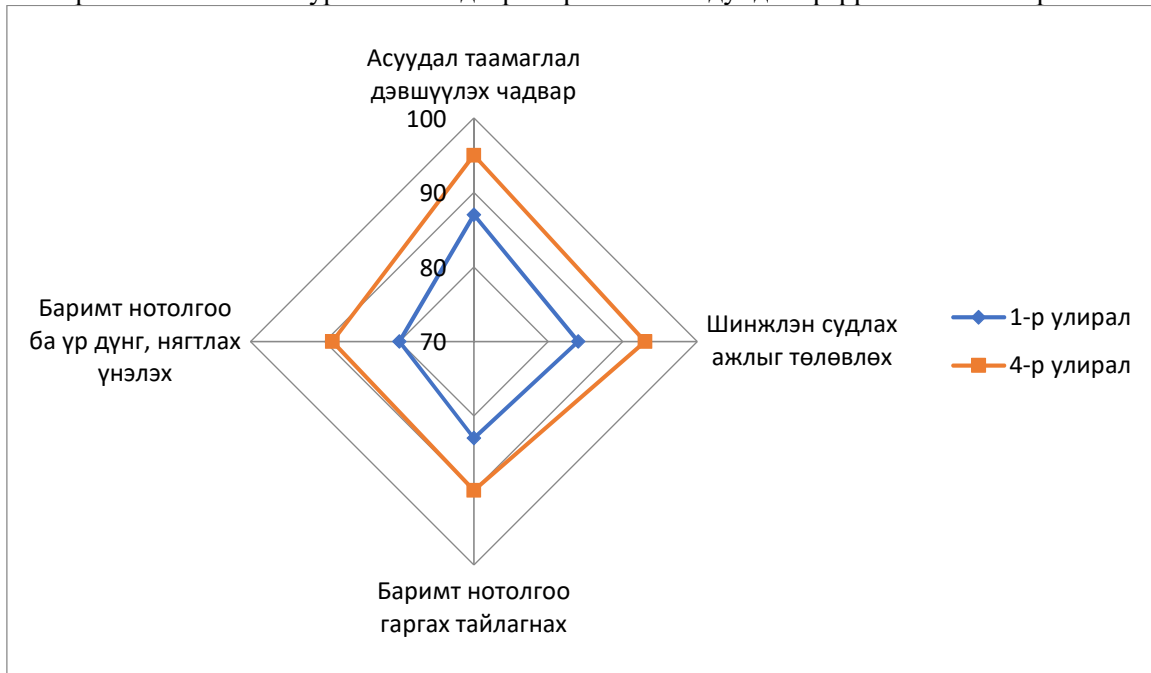 Асуудал таамаглал
дэвшүүлэх чадвар
100
90
80
70
Баримт нотолгоо
ба үр дүнг, нягтлах
үнэлэх
Шинжлэн судлах
ажлыг төлөвлөх
1-р улирал
4-р улирал
Баримт нотолгоо
гаргах тайлагнах